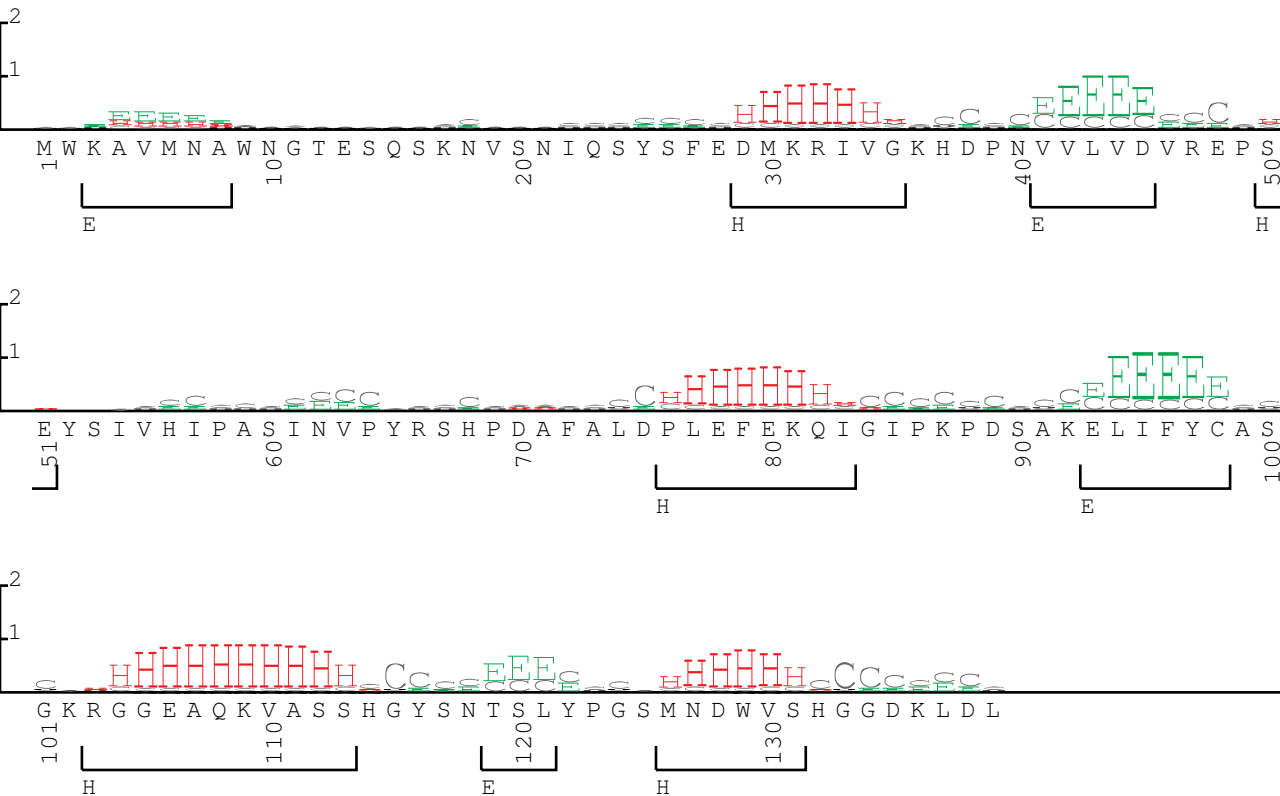 2
1
M W K A V M N A W N G T E S Q S K N V S N I Q S Y S F E D M K R I V G K H D P N V V L V D V R E P S
1 10 20 30 40 50
E H E H
2
1
E Y S I V H I P A S I N V P Y R S H P D A F A L D P L E F E K Q I G I P K P D S A K E L I F Y C A S
51 60 70 80 90 100
H E
2
1
G K R G G E A Q K V A S S H G Y S N T S L Y P G S M N D W V S H G G D K L D L
101 110 120 130
H E H